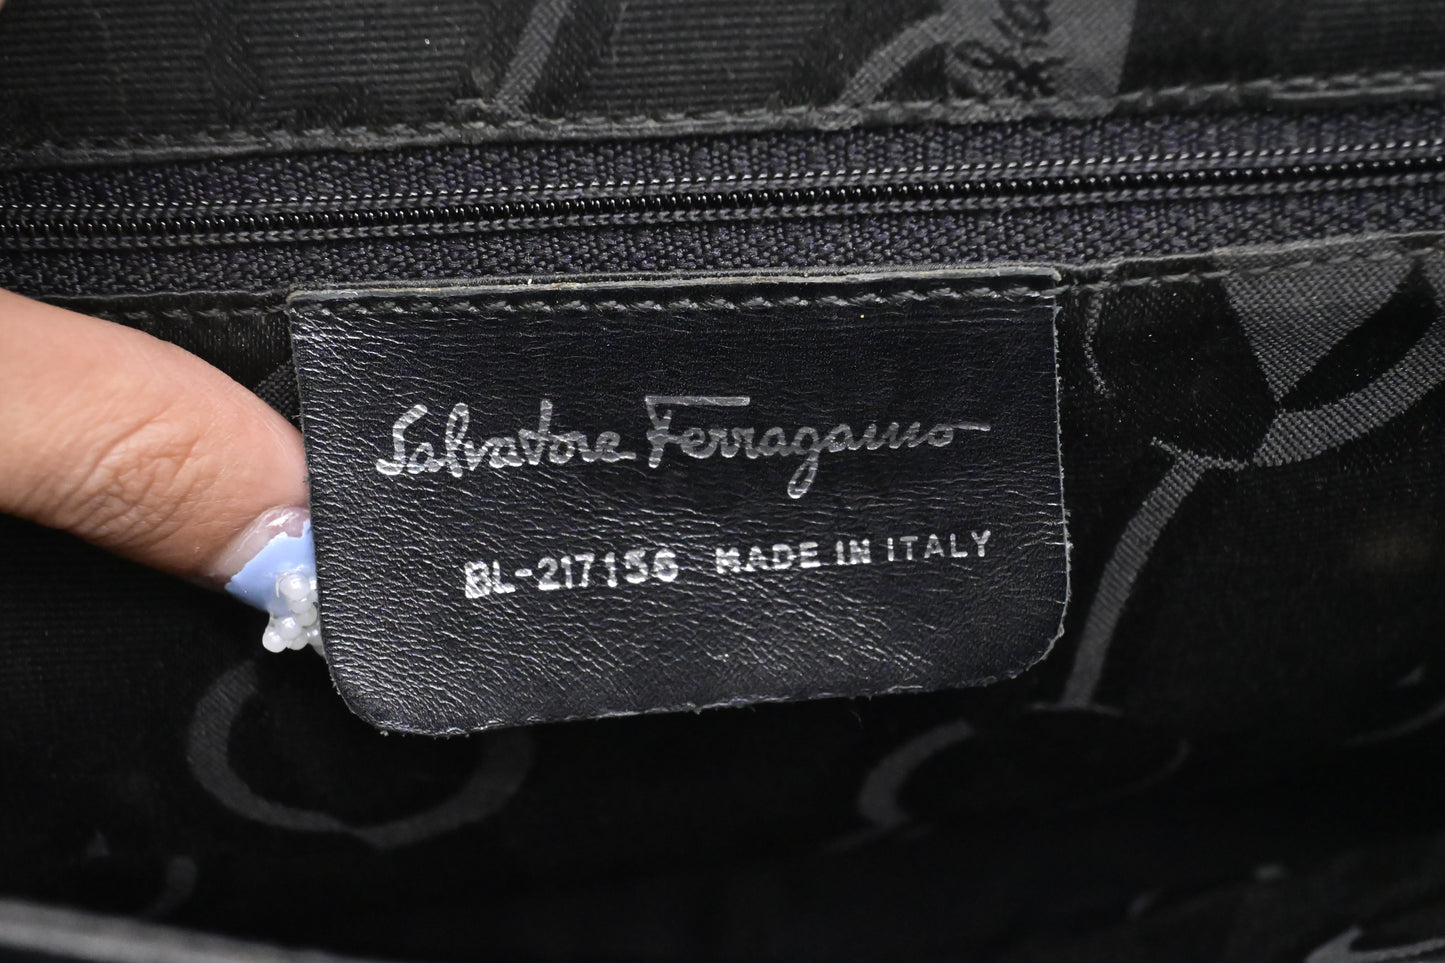 Salvatore Ferragamo
BL-217156 MADE IN ITALY